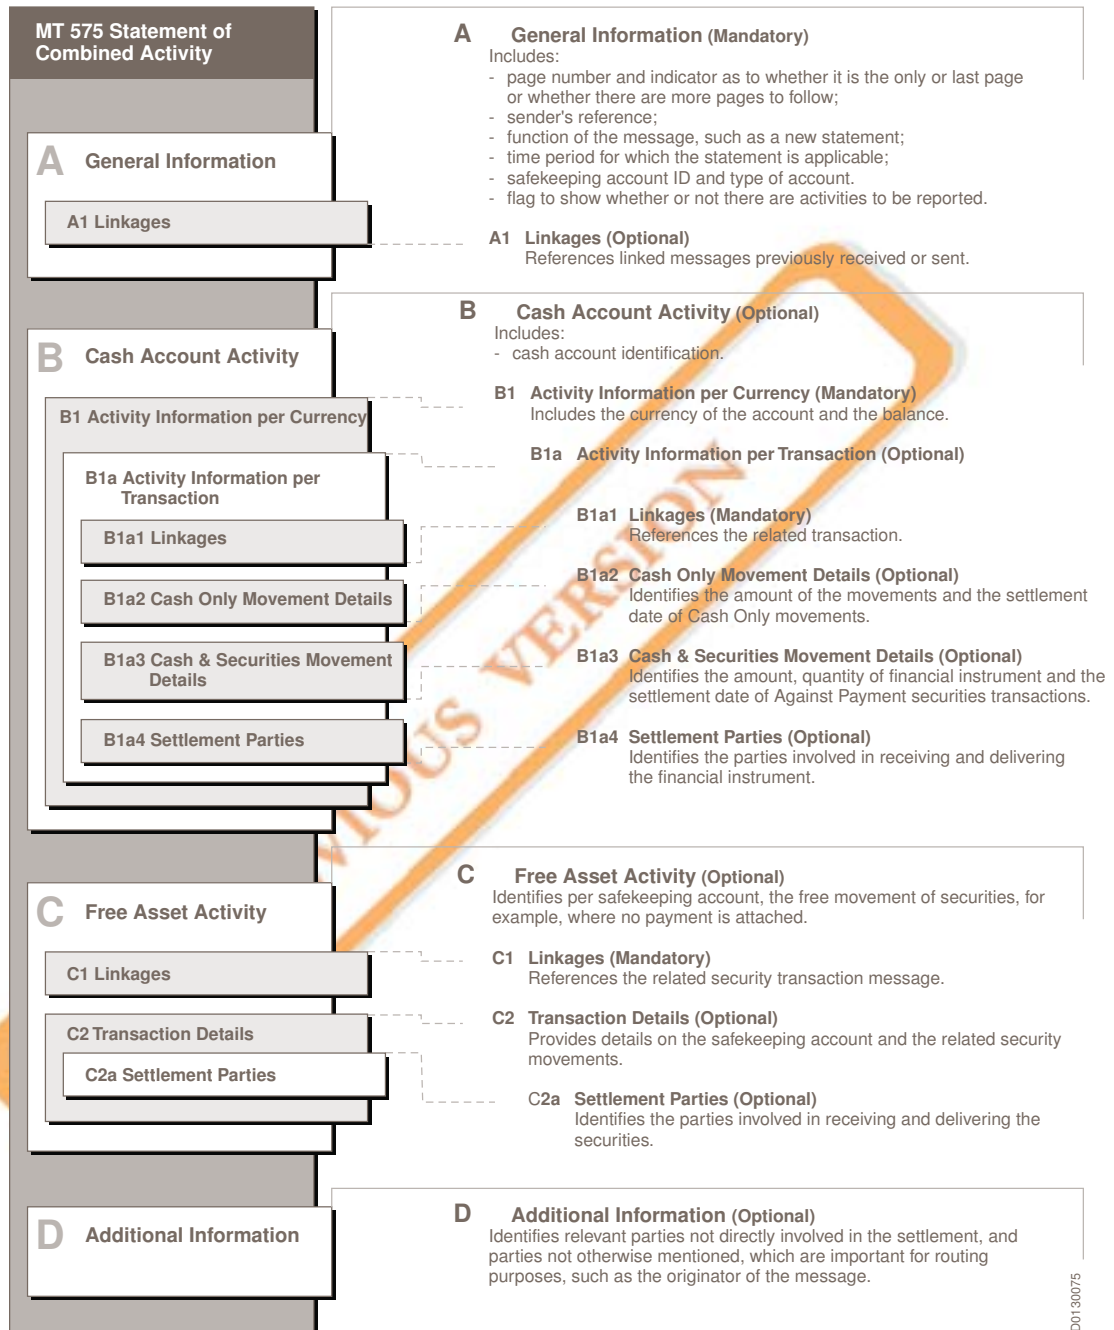 MT 575 Statement of
Combined Activity
A General Information
A1 Linkages
B Cash Account Activity
B1 Activity Information per Currency
B1a Activity Information per
Transaction
B1a1 Linkages
B1a2 Cash Only Movement Details
B1a3 Cash & Securities Movement
Details
B1a4 Settlement Parties
C Free Asset Activity
C1 Linkages
C2 Transaction Details
C2a Settlement Parties
D Additional Information
A General Information (Mandatory)
Includes:
- page number and indicator as to whether it is the only or last page
or whether there are more pages to follow;
- sender's reference;
- function of the message, such as a new statement;
- time period for which the statement is applicable;
- safekeeping account ID and type of account.
- flag to show whether or not there are activities to be reported.
A1 Linkages (Optional)
References linked messages previously received or sent.
B Cash Account Activity (Optional)
Includes:
- cash account identification.
B1 Activity Information per Currency (Mandatory)
Includes the currency of the account and the balance.
B1a Activity Information per Transaction (Optional)
B1a1 Linkages (Mandatory)
References the related transaction.
B1a2 Cash Only Movement Details (Optional)
Identifies the amount of the movements and the settlement
date of Cash Only movements.
B1a3 Cash & Securities Movement Details (Optional)
Identifies the amount, quantity of financial instrument and the
settlement date of Against Payment securities transactions.
B1a4 Settlement Parties (Optional)
Identifies the parties involved in receiving and delivering
the financial instrument.
C Free Asset Activity (Optional)
Identifies per safekeeping account, the free movement of securities, for
example, where no payment is attached.
C1 Linkages (Mandatory)
References the related security transaction message.
C2 Transaction Details (Optional)
Provides details on the safekeeping account and the related security
movements.
C2a Settlement Parties (Optional)
Identifies the parties involved in receiving and delivering the
securities.
D Additional Information (Optional)
Identifies relevant parties not directly involved in the settlement, and
parties not otherwise mentioned, which are important for routing
purposes, such as the originator of the message.
D0130075
VIOUS VERSION